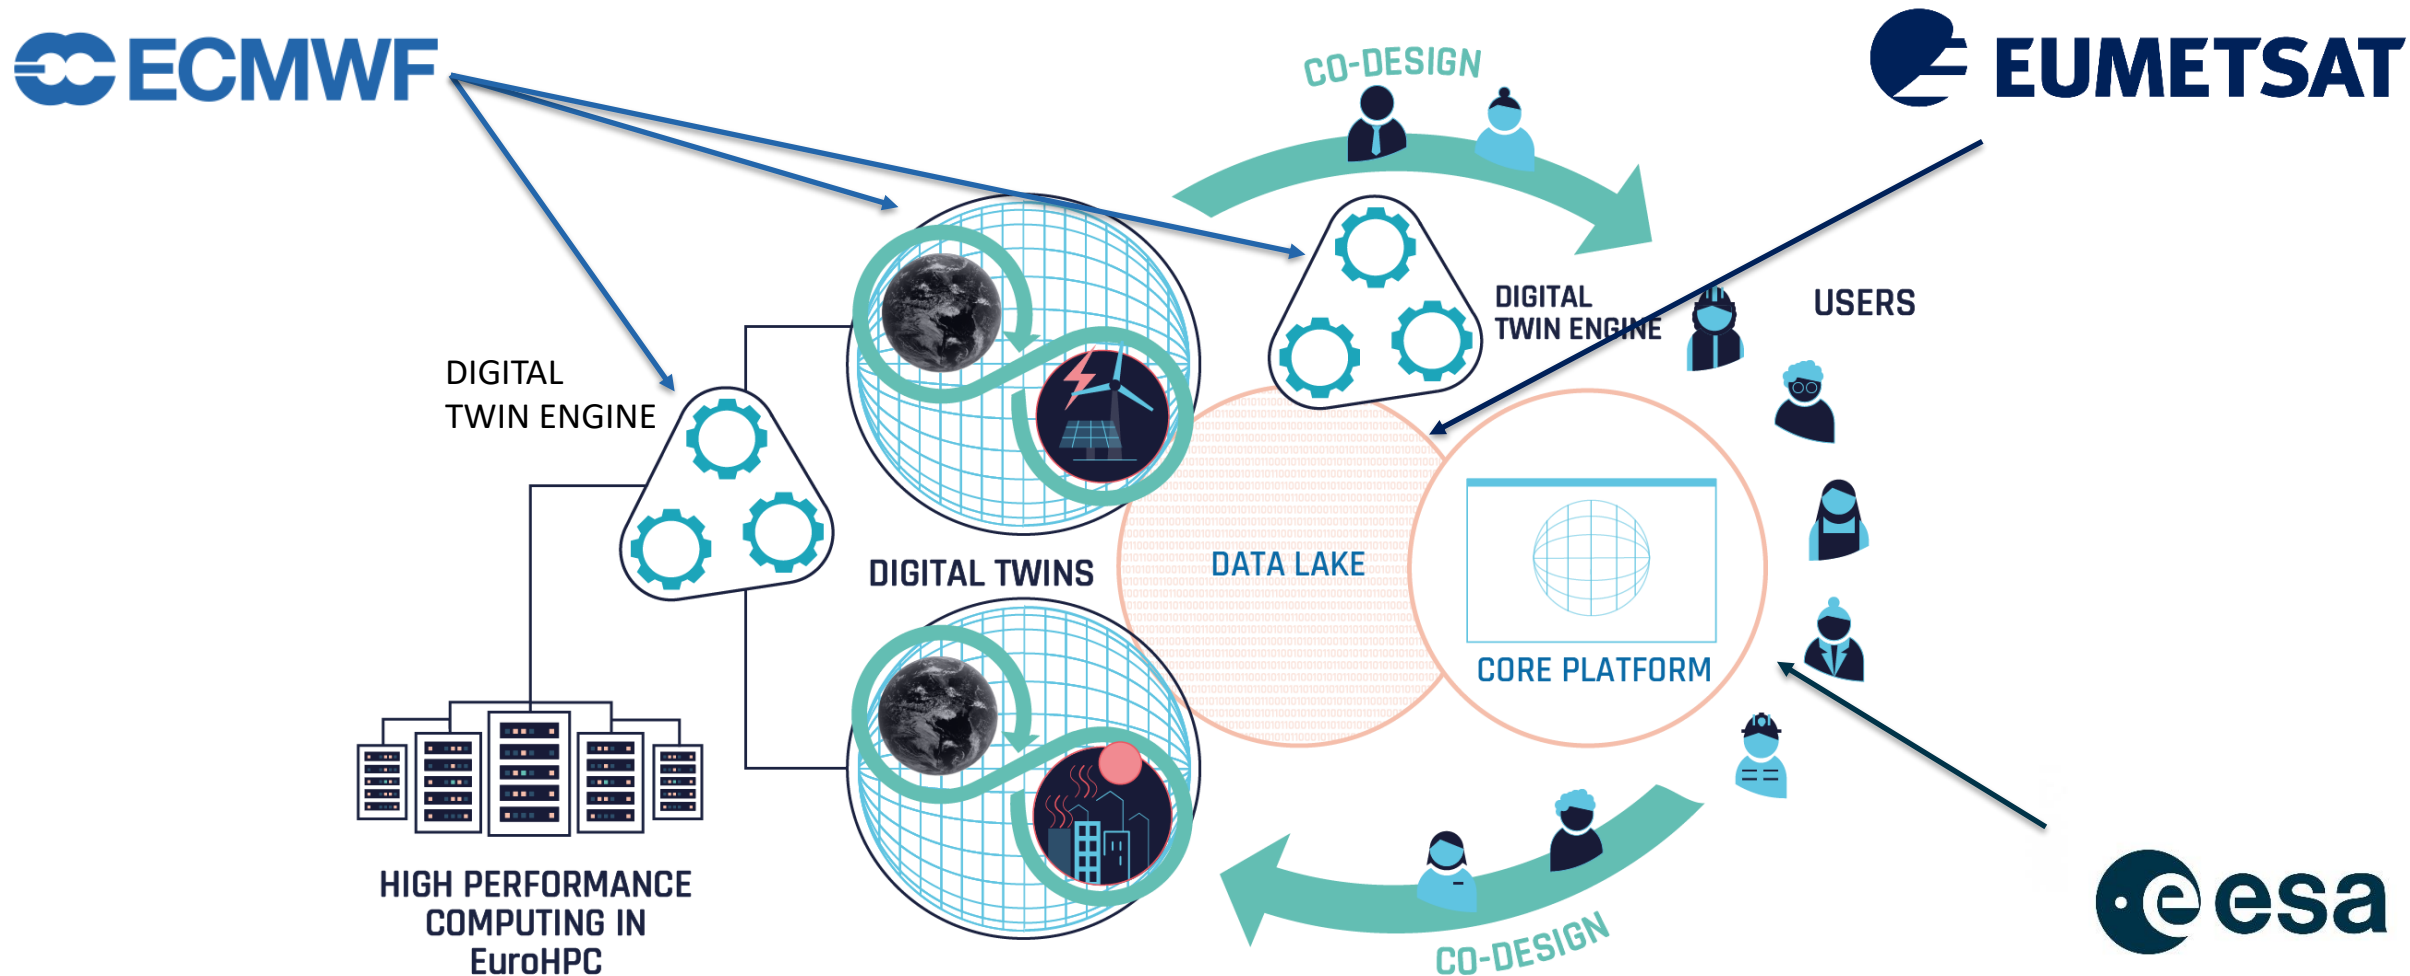 ECMWF
CO-DESIGN
EUMETSAT
DIGITAL
TWIN ENGINE
USERS
DIGITAL
TWIN ENGINE
DIGITAL TWINS
DATA LAKE
CORE PLATFORM
HIGH PERFORMANCE
COMPUTING IN
EuroHPC
CO-DESIGN
esa